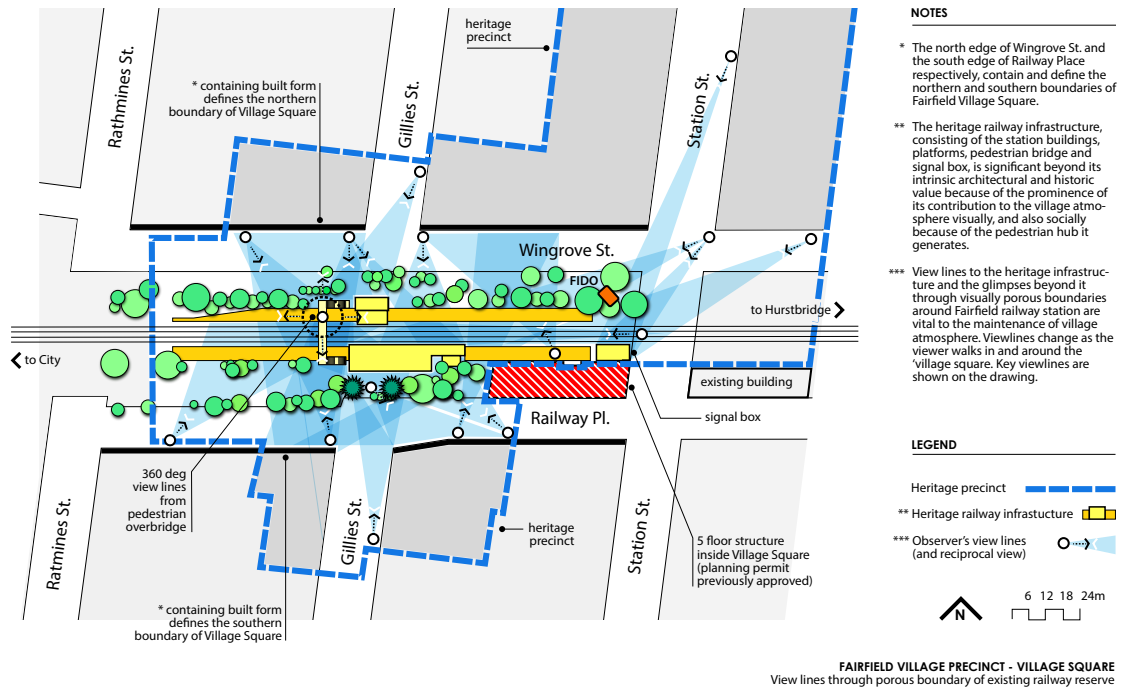 heritage
precinct
* containing built form
defines the northern
boundary of Village Square
Rathmines St.
Gillies St.
Station St.
Wingrove St.
FIDO
to Hurstbridge
to City
existing building
signal box
Railway Pl.
360 deg
view lines
from
pedestrian
overbridge
Ratmines St.
Gillies St.
Station St.
heritage
precinct
5 floor structure
inside Village Square
(planning permit
previously approved)
* containing built form
defines the southern
boundary of Village Square
NOTES
* The north edge of Wingrove St. and
the south edge of Railway Place
respectively, contain and define the
northern and southern boundaries of
Fairfield Village Square.
** The heritage railway infrastructure,
consisting of the station buildings,
platforms, pedestrian bridge and
signal box, is significant beyond its
intrinsic architectural and historic
value because of the prominence of
its contribution to the village atmo-
sphere visually, and also socially
because of the pedestrian hub it
generates.
*** View lines to the heritage infrastruc-
ture and the glimpses beyond it
through visually porous boundaries
around Fairfield railway station are
vital to the maintenance of village
atmosphere. Viewlines change as the
viewer walks in and around the
‘village square. Key viewlines are
shown on the drawing.
LEGEND
Heritage precinct
** Heritage railway infrastucture
*** Observer's view lines
(and reciprocal view)
N
6 12 18 24m
FAIRFIELD VILLAGE PRECINCT - VILLAGE SQUARE
View lines through porous boundary of existing railway reserve